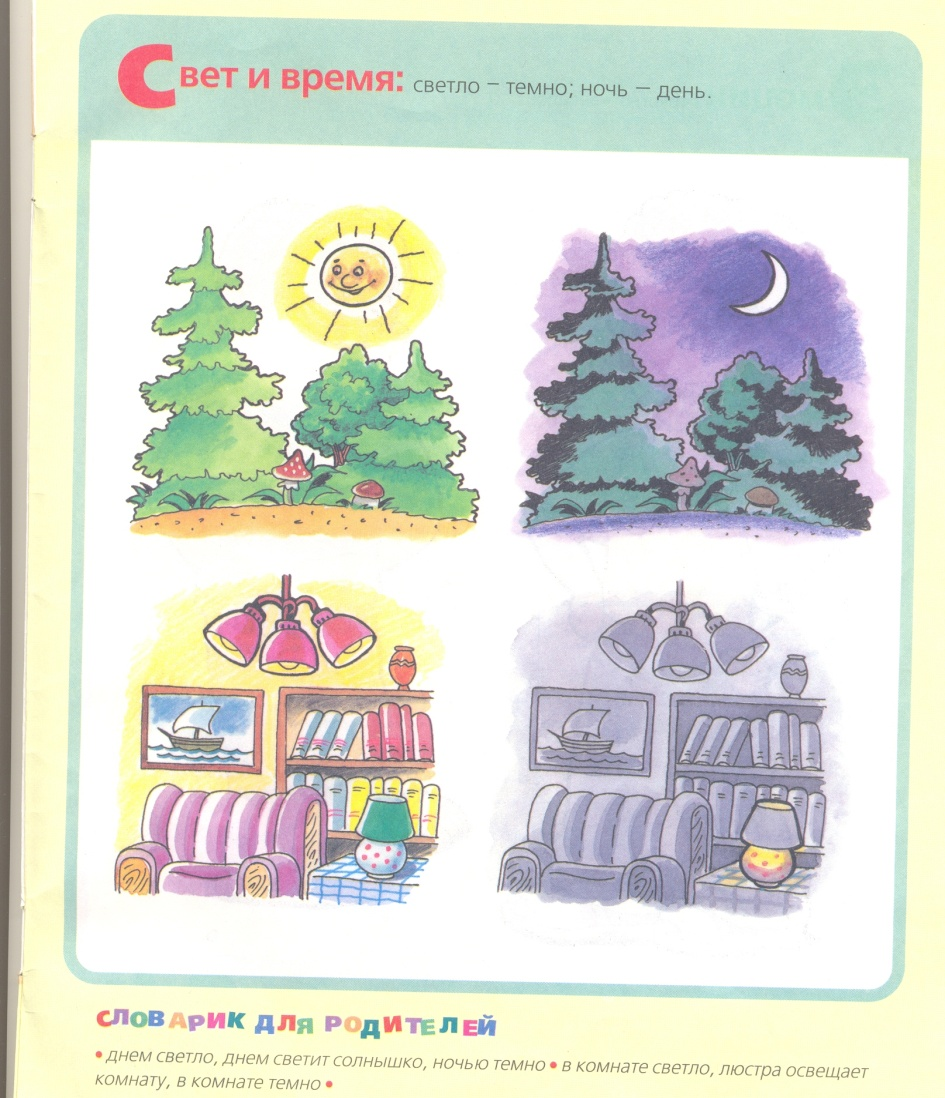 Свет и время: светло – темно; ночь – день.
СЛОВАРИК ДЛЯ РОДИТЕЛЕЙ
• днем светло, днем светит солнышко, ночью темно • в комнате светло, люстра освещает
комнату, в комнате темно •